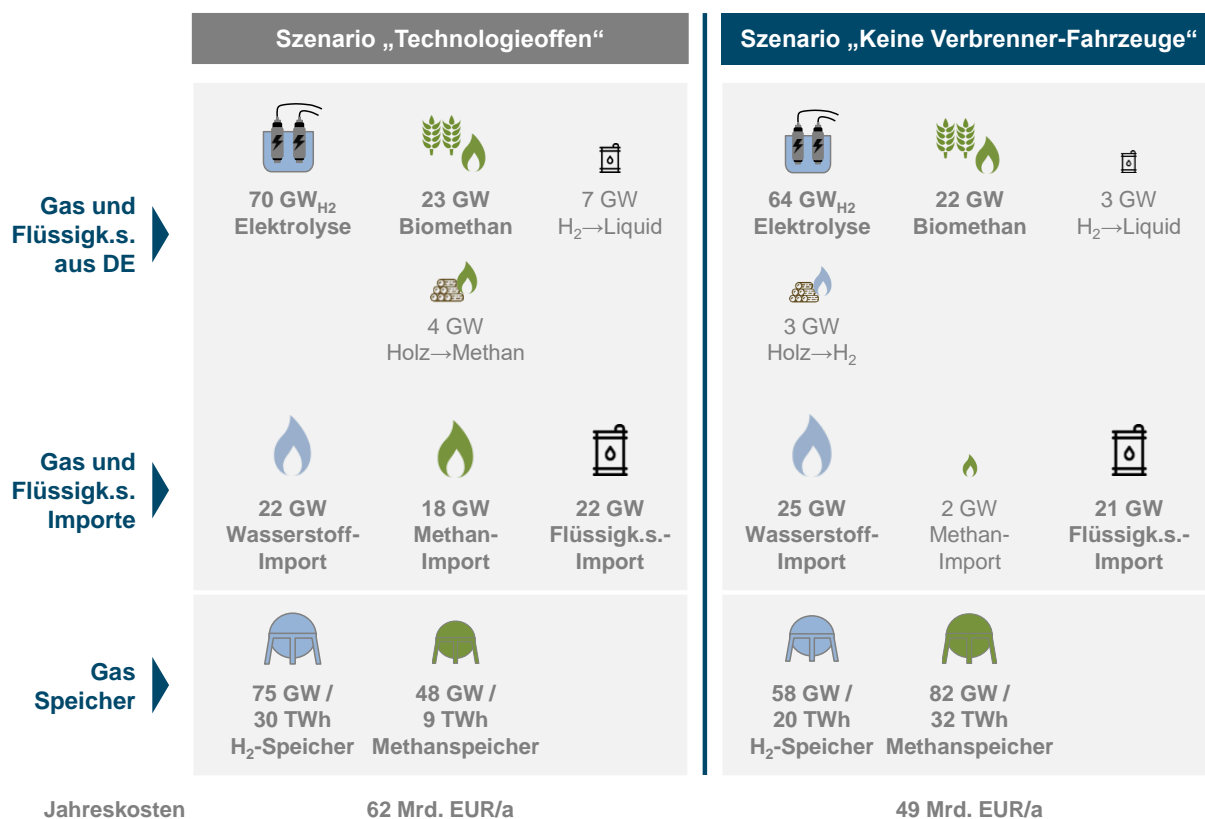 Szenario „Technologieoffen“
Szenario „Keine Verbrenner-Fahrzeuge“
Gas und
Flüssigk.s.
aus DE
70 GW_H2
Elektrolyse
23 GW
Biomethan
7 GW
H₂→Liquid
4 GW
Holz→Methan
64 GW_H2
Elektrolyse
22 GW
Biomethan
3 GW
H₂→Liquid
3 GW
Holz→H₂
Gas und
Flüssigk.s.
Importe
22 GW
Wasserstoff-
Import
18 GW
Methan-
Import
22 GW
Flüssigk.s.-
Import
25 GW
Wasserstoff-
Import
2 GW
Methan-
Import
21 GW
Flüssigk.s.-
Import
Gas
Speicher
75 GW /
30 TWh
H₂-Speicher
48 GW /
9 TWh
Methanspeicher
58 GW /
20 TWh
H₂-Speicher
82 GW /
32 TWh
Methanspeicher
Jahreskosten
62 Mrd. EUR/a
49 Mrd. EUR/a